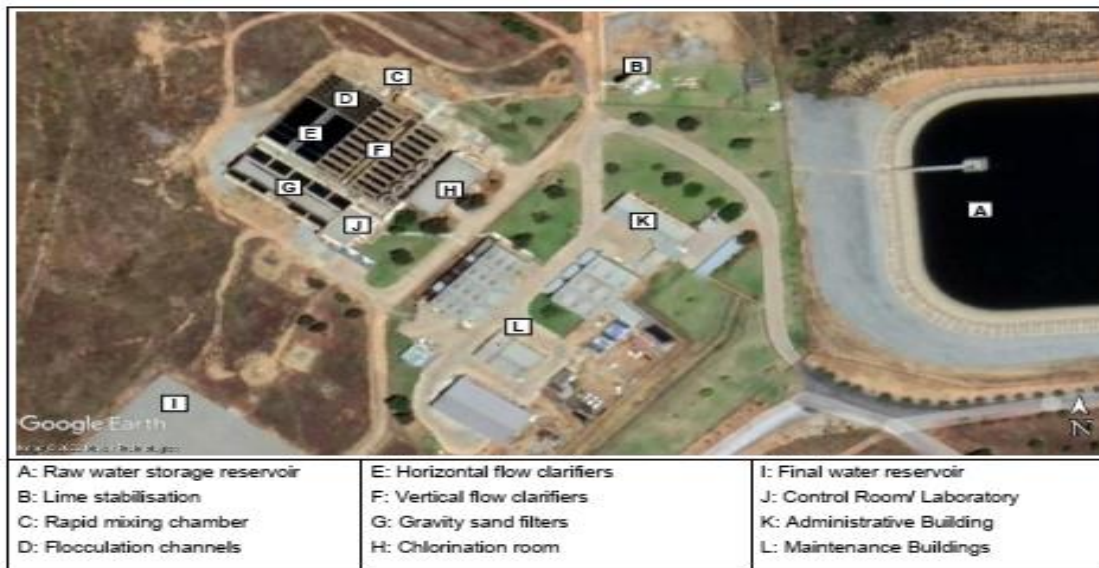 C
B
D
E
F
A
G
H
K
J
L
I
Google Earth
N
A: Raw water storage reservoir
B: Lime stabilisation
C: Rapid mixing chamber
D: Flocculation channels
E: Horizontal flow clarifiers
F: Vertical flow clarifiers
G: Gravity sand filters
H: Chlorination room
I: Final water reservoir
J: Control Room/ Laboratory
K: Administrative Building
L: Maintenance Buildings